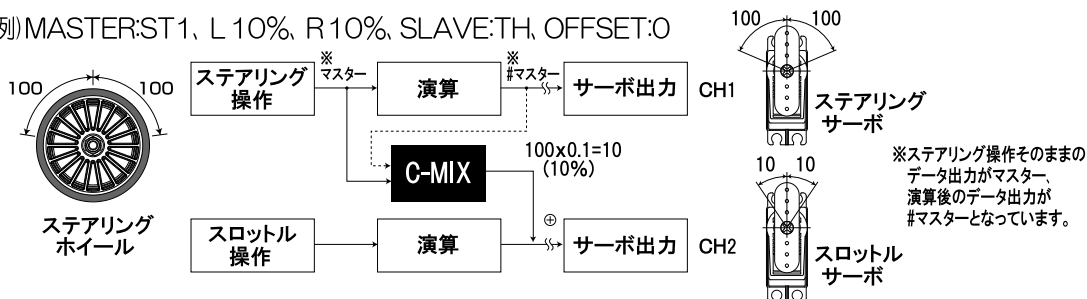 例)MASTER:ST1、L10%、R10%、SLAVE:TH、OFFSET:0
100 100
ステアリング
ホイール
ステアリング
操作
※
マスター
演算
※
#マスター
サーボ出力
CH1
100 100
ステアリング
サーボ
C-MIX
100x0.1=10
(10%)
スロットル
操作
演算
⊕
サーボ出力
CH2
10 10
スロットル
サーボ
※ステアリング操作そのままの
データ出力がマスター、
演算後のデータ出力が
#マスターとなっています。